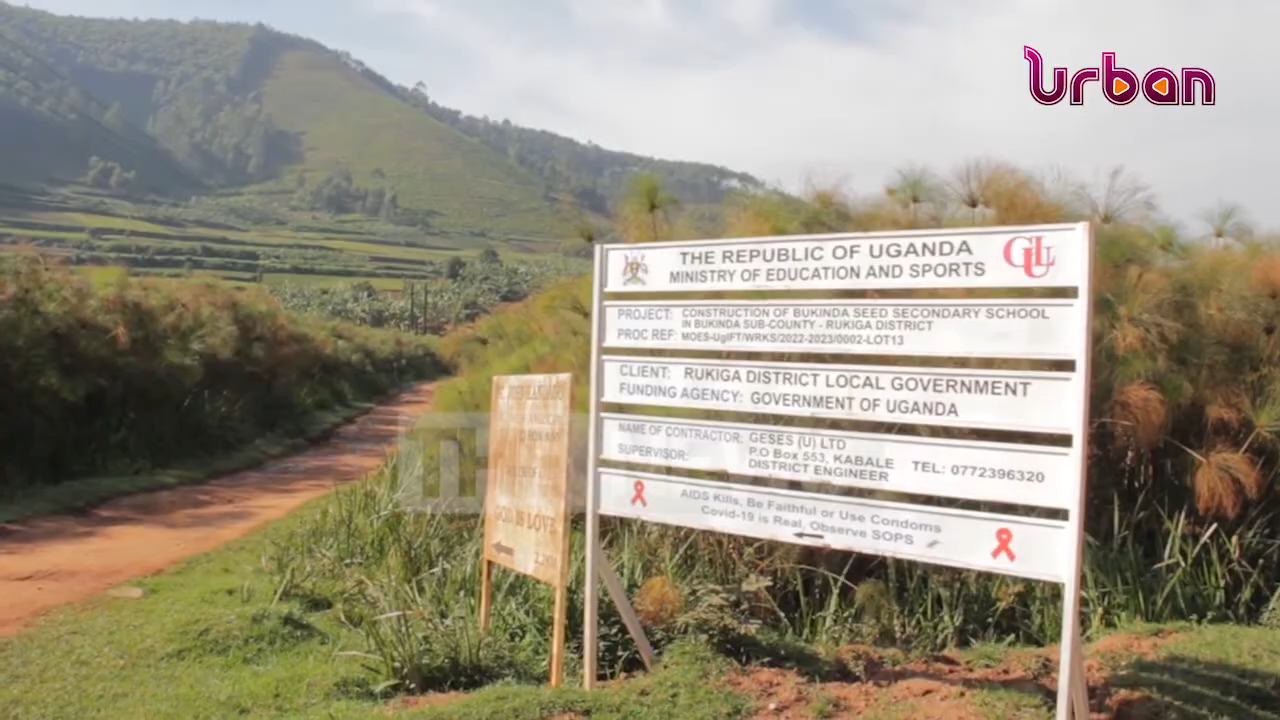 urban
THE REPUBLIC OF UGANDA
MINISTRY OF EDUCATION AND SPORTS
GUL
PROJECT: CONSTRUCTION OF BUKINDA SEED SECONDARY SCHOOL
IN BUKINDA SUB-COUNTY - RUKIGA DISTRICT
PROC REF: MOES-UgIFT/WRKS/2022-2023/0002-LOT13
CLIENT: RUKIGA DISTRICT LOCAL GOVERNMENT
FUNDING AGENCY: GOVERNMENT OF UGANDA
NAME OF CONTRACTOR: GESES (U) LTD
P.O Box 553, KABALE TEL: 0772396320
SUPERVISOR: DISTRICT ENGINEER
AIDS Kills, Be Faithful or Use Condoms
Covid-19 is Real, Observe SOPS
GOD IS LOVE